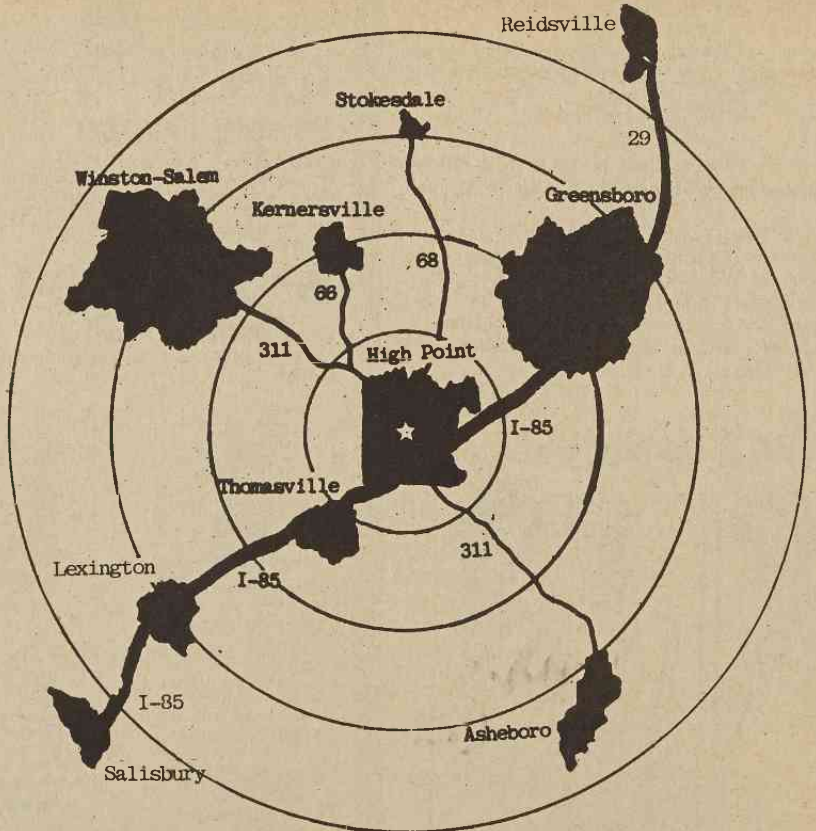 Reidsville
Stokesdale
29
Winston-Salem
Greensboro
Kernersville
68
66
311
High Point
I-85
Thomasville
311
Lexington
I-85
I-85
Asheboro
Salisbury